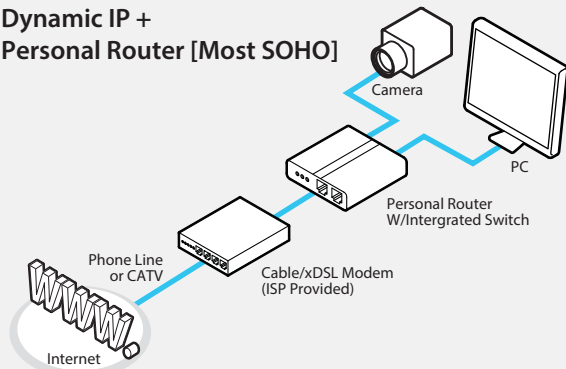 Dynamic IP +
Personal Router [Most SOHO]
Camera
PC
Personal Router
W/Intergrated Switch
Phone Line
or CATV
Cable/xDSL Modem
(ISP Provided)
WWW.
Internet